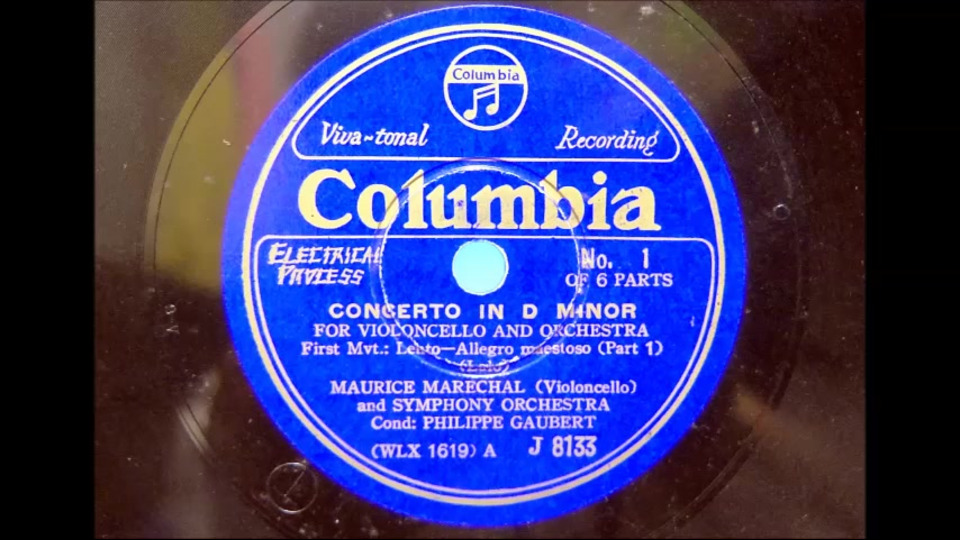 Columbia
Viva-tonal Recording
Columbia
ELECTRICAL PROCESS
No. 1
OF 6 PARTS
CONCERTO IN D MINOR
FOR VIOLONCELLO AND ORCHESTRA
First Mvt.: Lento—Allegro maestoso (Part 1)
(Lalo)
MAURICE MARECHAL (Violoncello)
and SYMPHONY ORCHESTRA
Cond: PHILIPPE GAUBERT
(WLX 1619) A J 8133